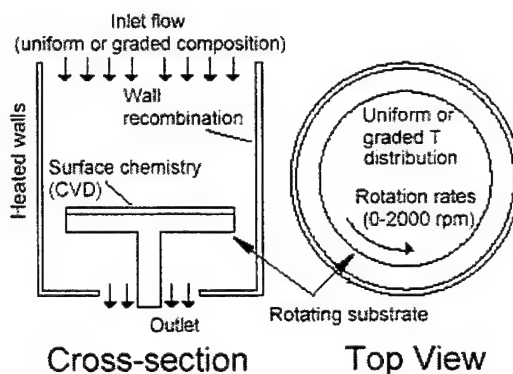 Inlet flow
(uniform or graded composition)
Wall
recombination
Heated walls
Surface chemistry
(CVD)
Outlet
Uniform or
graded T
distribution
Rotation rates
(0-2000 rpm)
Rotating substrate
Cross-section
Top View